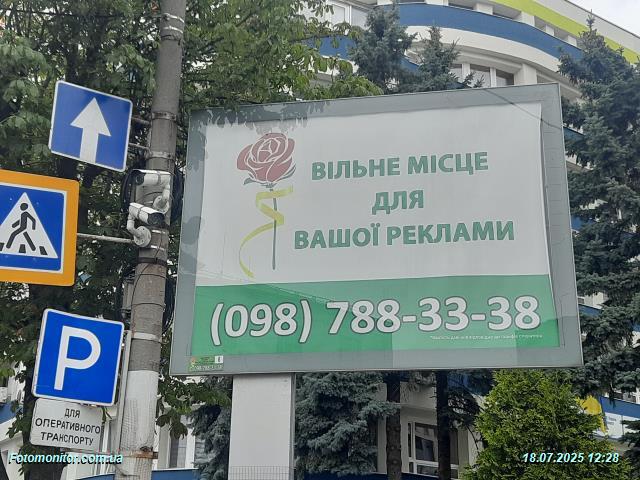 ВІЛЬНЕ МІСЦЕ
ДЛЯ
ВАШОЇ РЕКЛАМИ
(098) 788-33-38
P
ДЛЯ
ОПЕРАТИВНОГО
ТРАНСПОРТУ
Fotomonitor.com.ua
18.07.2025 12:28